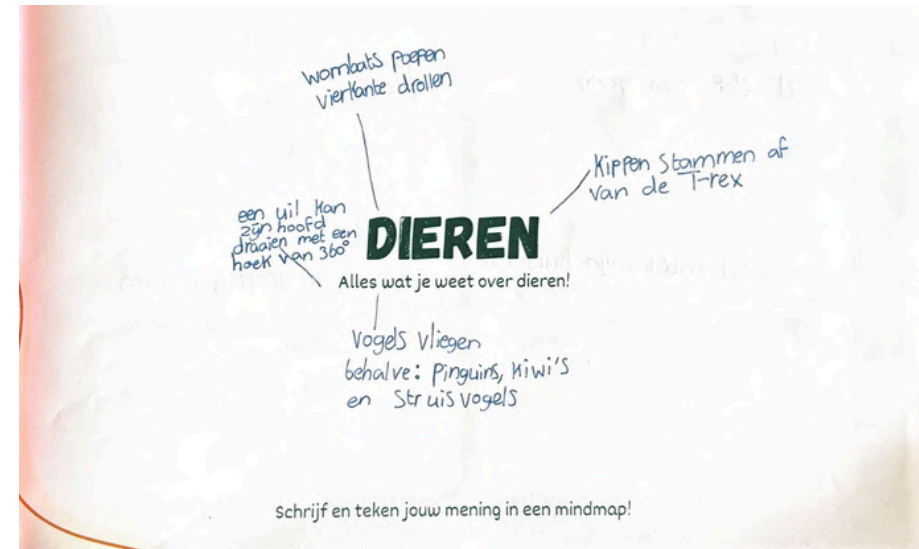 wombats poepen
vierkante drollen
Kippen stammen af
van de T-rex
een uil kan
zijn hoofd
draaien met een
hoek van 360°
DIEREN
Alles wat je weet over dieren!
Vogels vliegen
behalve: Pinguins, Kiwi's
en Struisvogels
Schrijf en teken jouw mening in een mindmap!